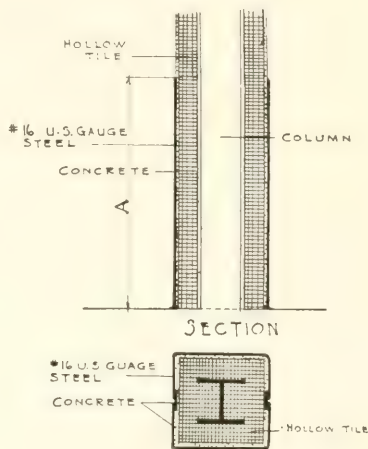 HOLLOW
TILE
#16 U.S. GAUGE
STEEL
CONCRETE
COLUMN
A
SECTION
#16 U.S GUAGE
STEEL
CONCRETE
HOLLOW TILE